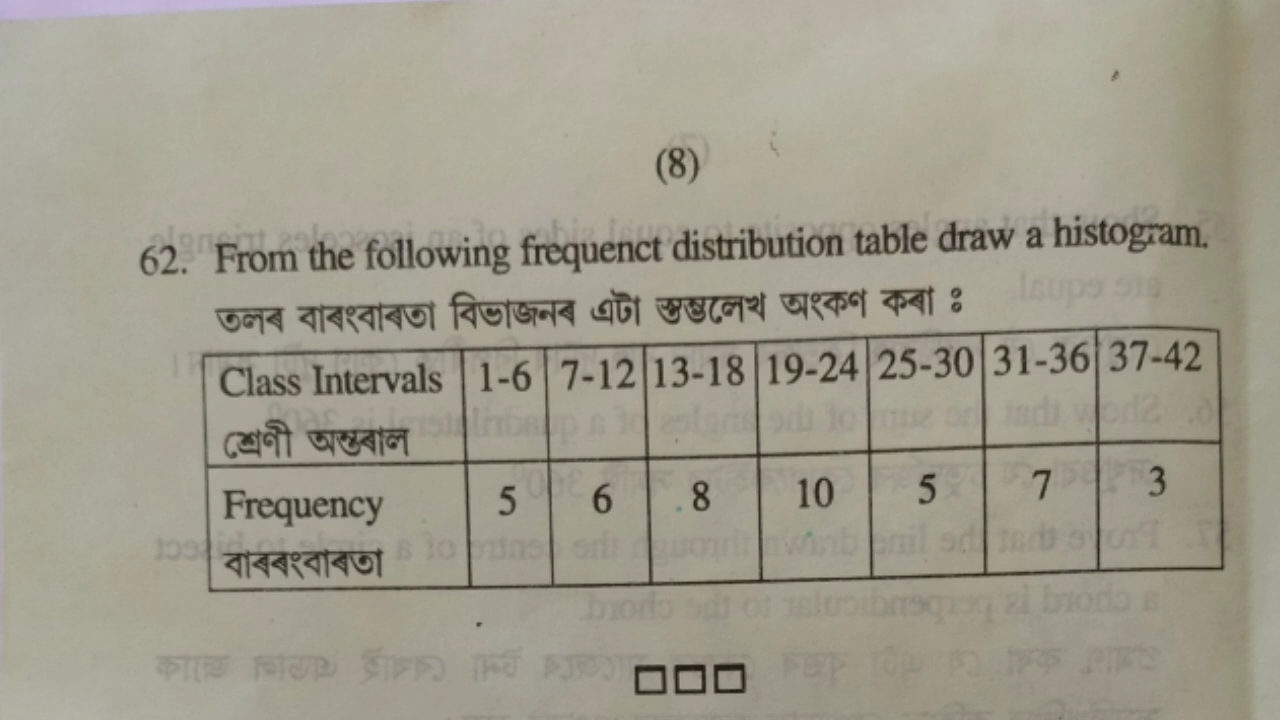 (8)
62. From the following frequenct distribution table draw a histogram.
তলৰ বাৰংবাৰতা বিভাজনৰ এটা স্তম্ভলেখ অংকণ কৰা ঃ
Class Intervals 1-6 7-12 13-18 19-24 25-30 31-36 37-42
শ্ৰেণী অন্তৰাল
Frequency 5 6 8 10 5 7 3
বাৰৰংবাৰতা